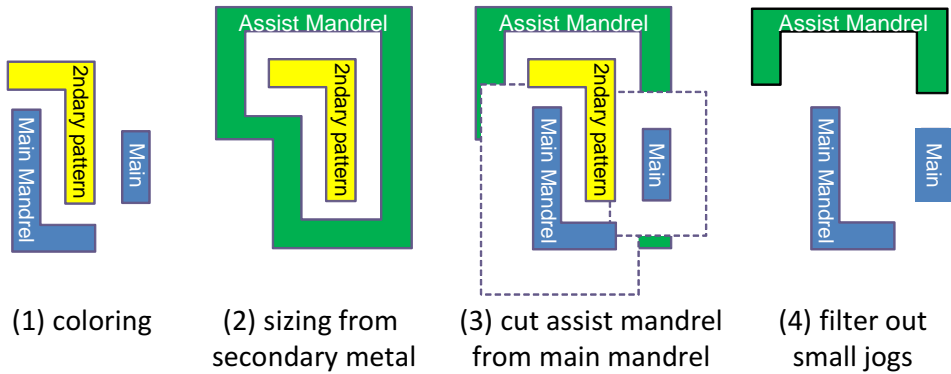 Assist Mandrel
Assist Mandrel
Assist Mandrel
2ndary pattern
Main Mandrel
Main
2ndary pattern
2ndary pattern
Main Mandrel
Main
Main Mandrel
Main
(1) coloring
(2) sizing from
secondary metal
(3) cut assist mandrel
from main mandrel
(4) filter out
small jogs